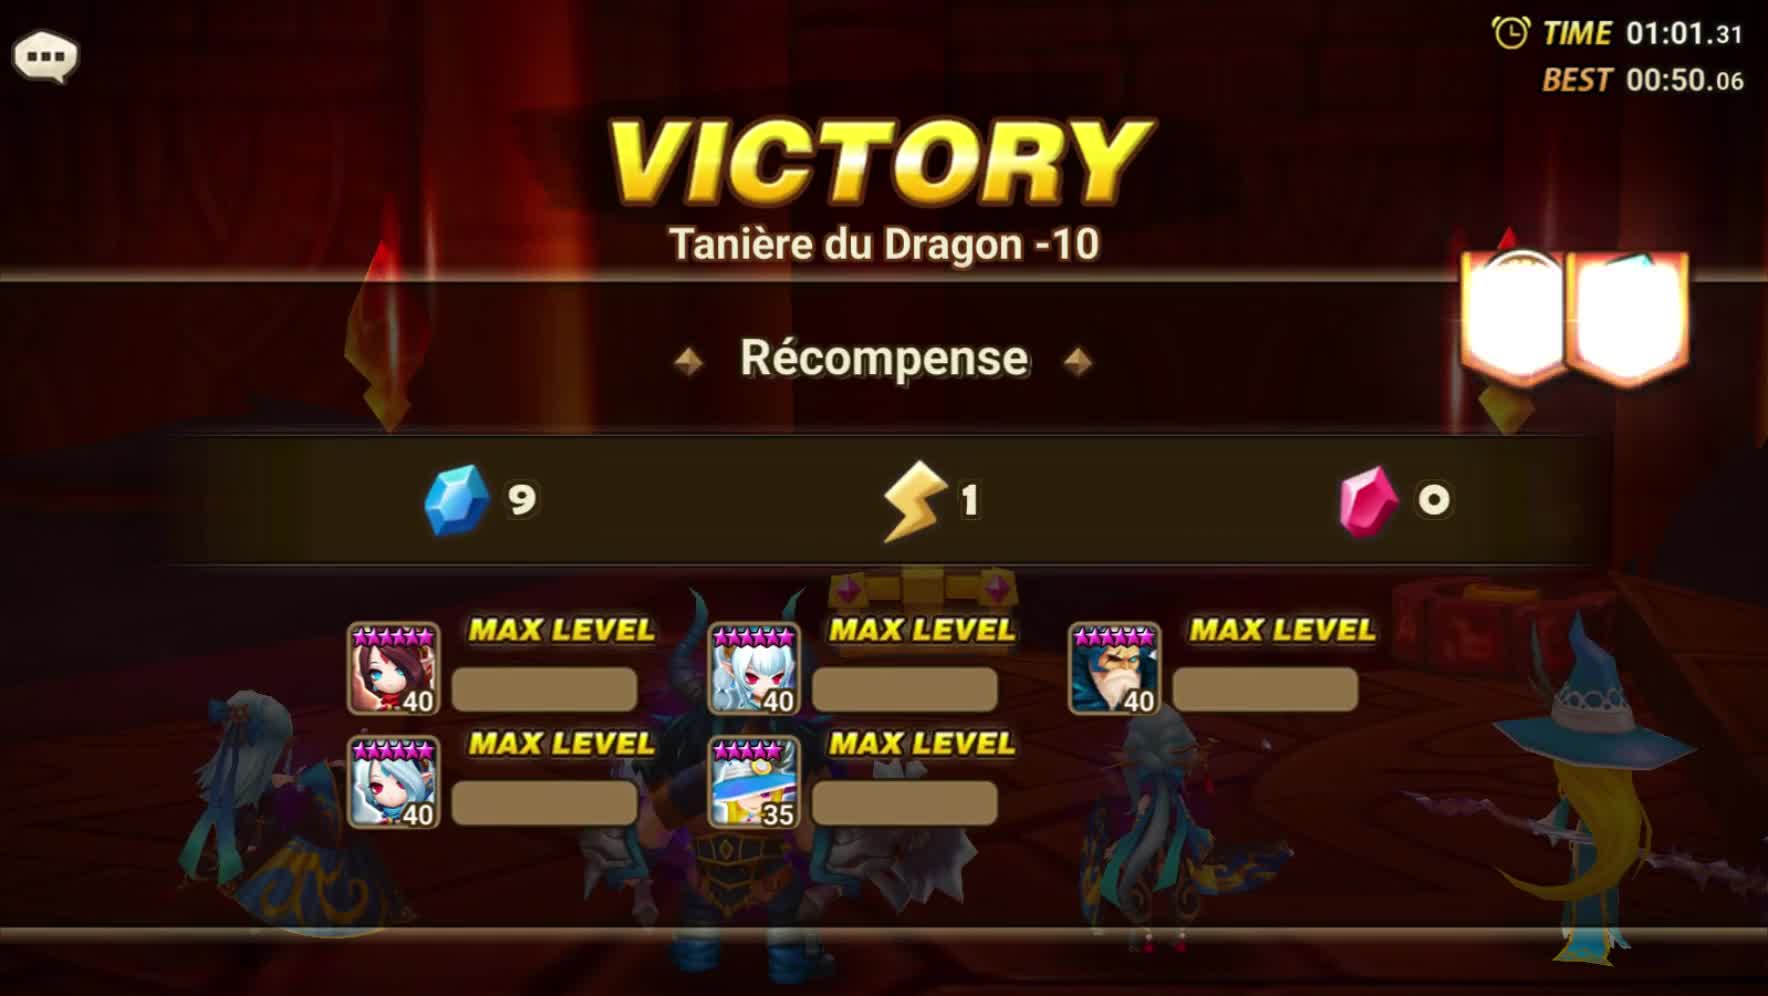 TIME 01:01.31
BEST 00:50.06
VICTORY
Tanière du Dragon -10
Récompense
9 1 0
MAX LEVEL MAX LEVEL MAX LEVEL
40 40 40
MAX LEVEL MAX LEVEL
40 35